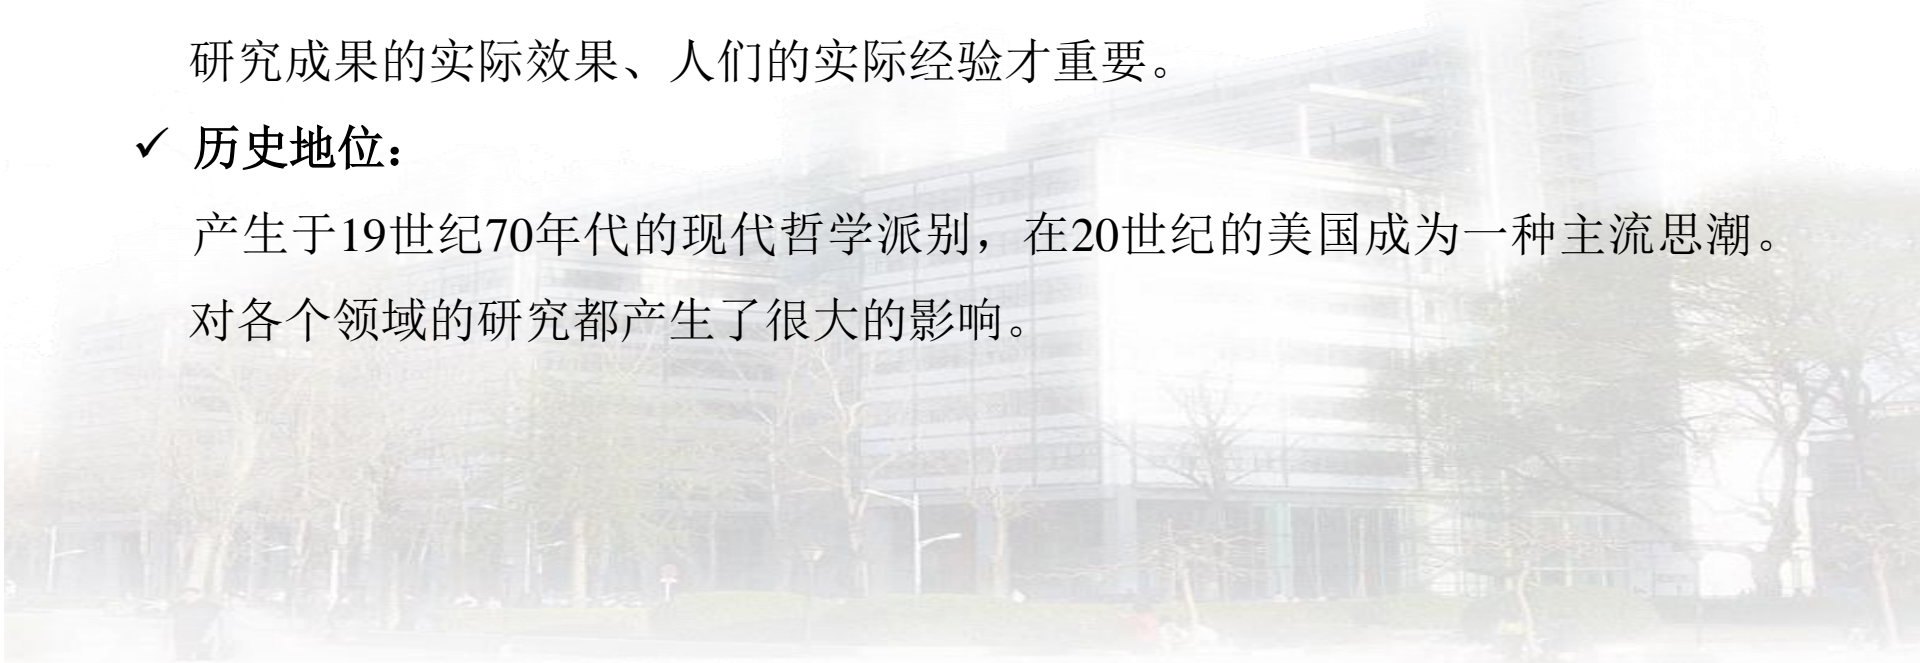 研究成果的实际效果、人们的实际经验才重要。
✓ 历史地位：
产生于19世纪70年代的现代哲学派别，在20世纪的美国成为一种主流思潮。
对各个领域的研究都产生了很大的影响。